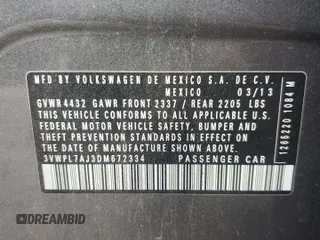 MFD. BY VOLKSWAGEN DE MEXICO S.A. DE C.V.
MEXICO 03/13
GVWR 4432 GAWR FRONT 2337 / REAR 2205 LBS
THIS VEHICLE CONFORMS TO ALL APPLICABLE U.S.
FEDERAL MOTOR VEHICLE SAFETY, BUMPER AND
THEFT PREVENTION STANDARDS IN EFFECT ON THE
DATE OF MANUFACTURE SHOWN ABOVE.
3VWPL7AJ3DM672334 PASSENGER CAR
1265220 1084 M
DREAMBID